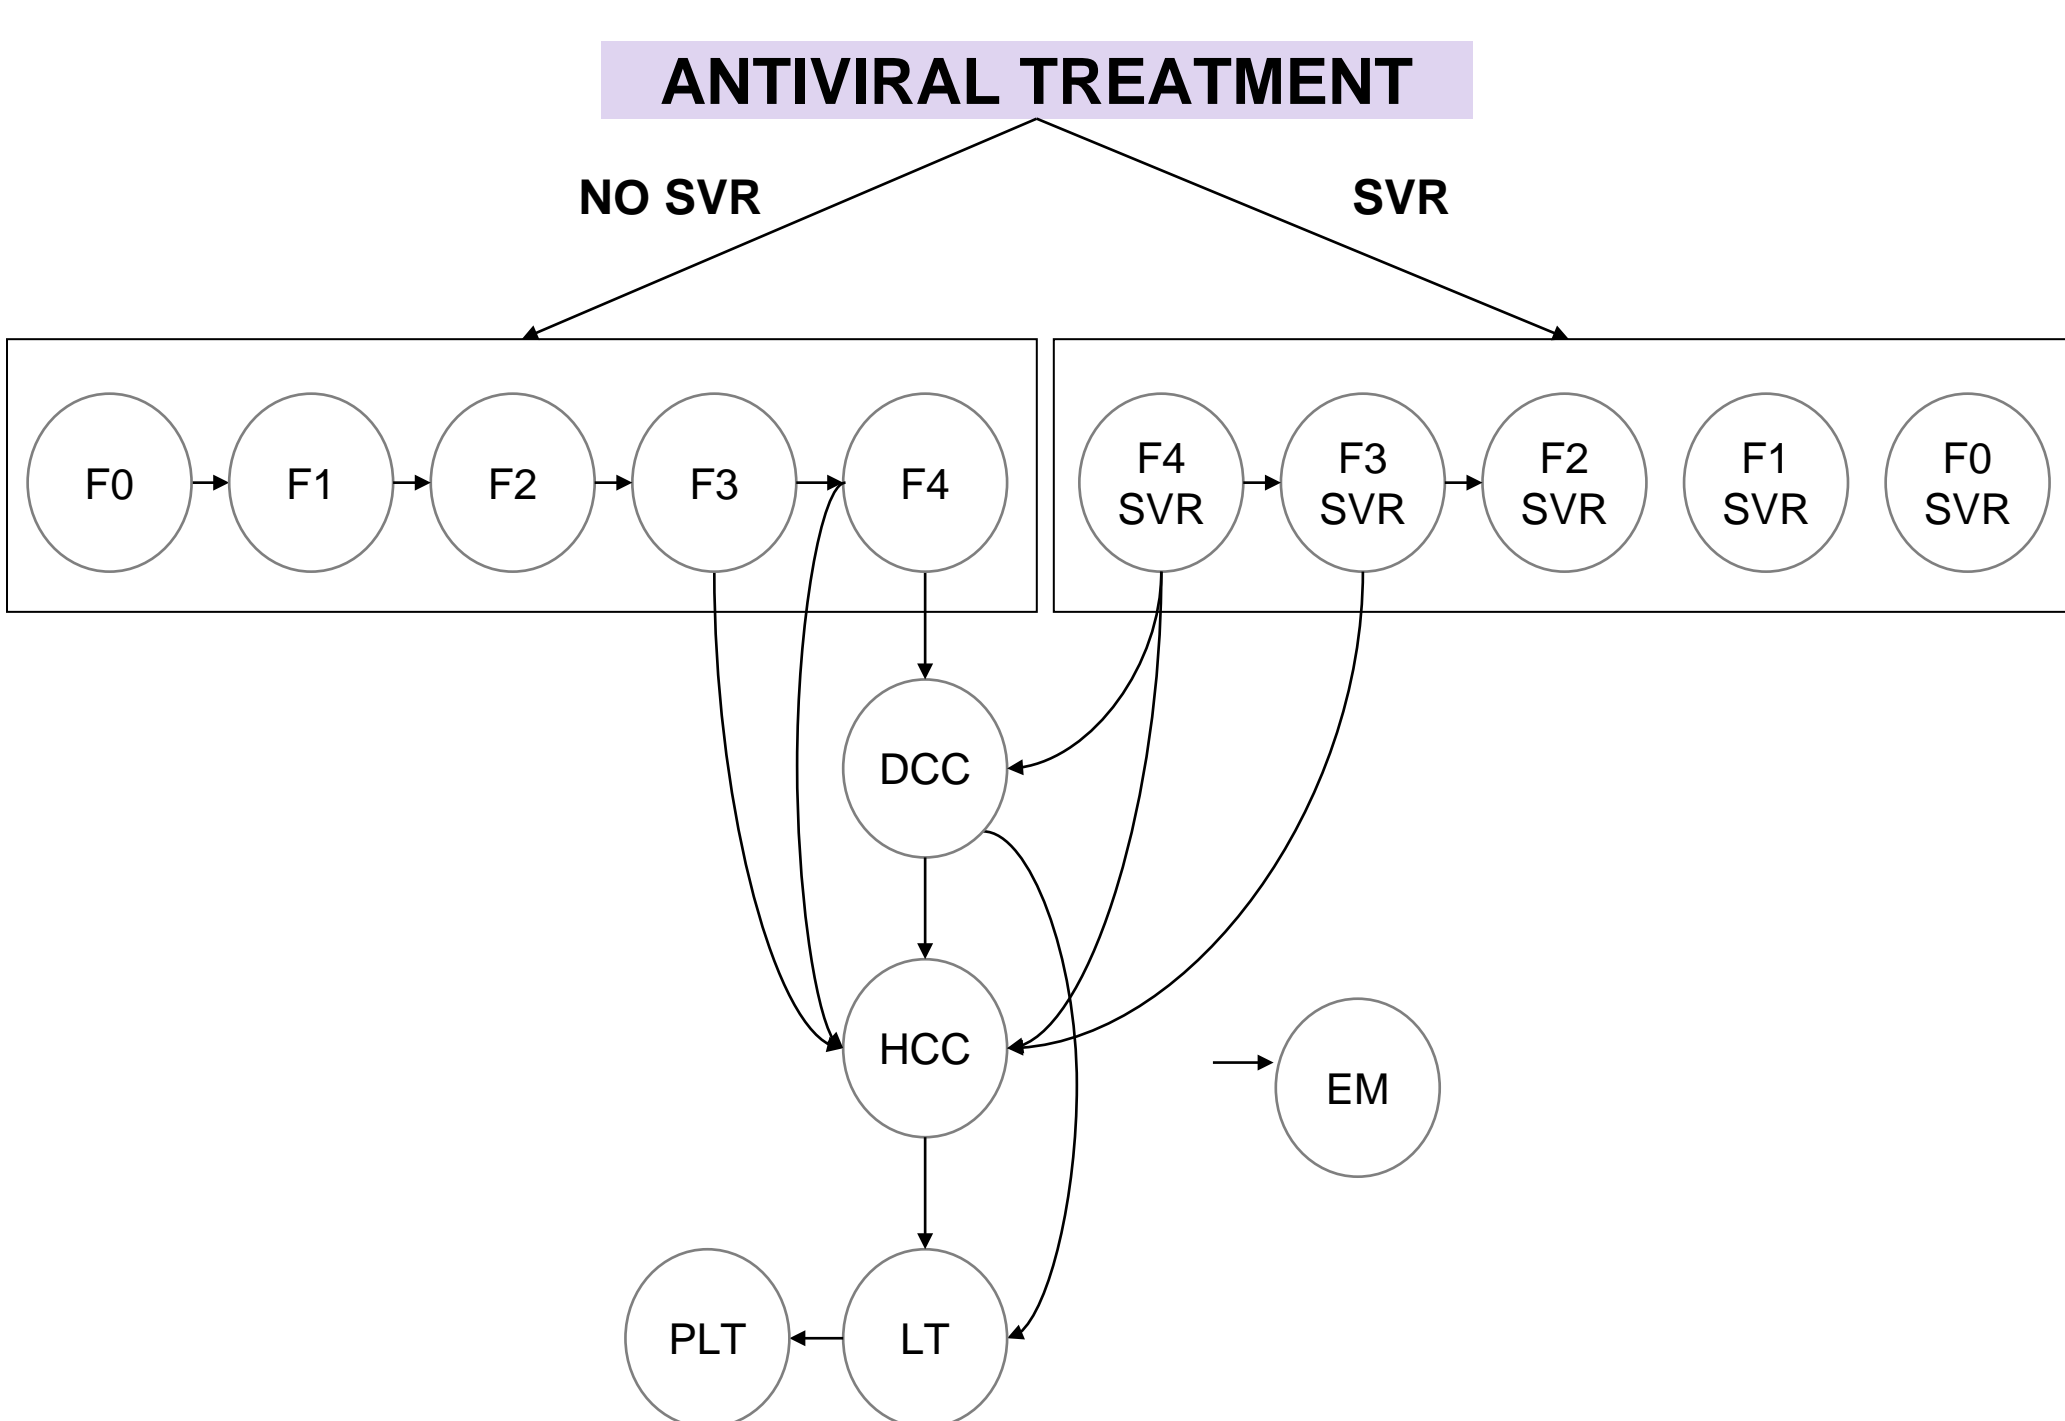 ANTIVIRAL TREATMENT
NO SVR
SVR
F0
F1
F2
F3
F4
F4
SVR
F3
SVR
F2
SVR
F1
SVR
F0
SVR
DCC
HCC
EM
PLT
LT